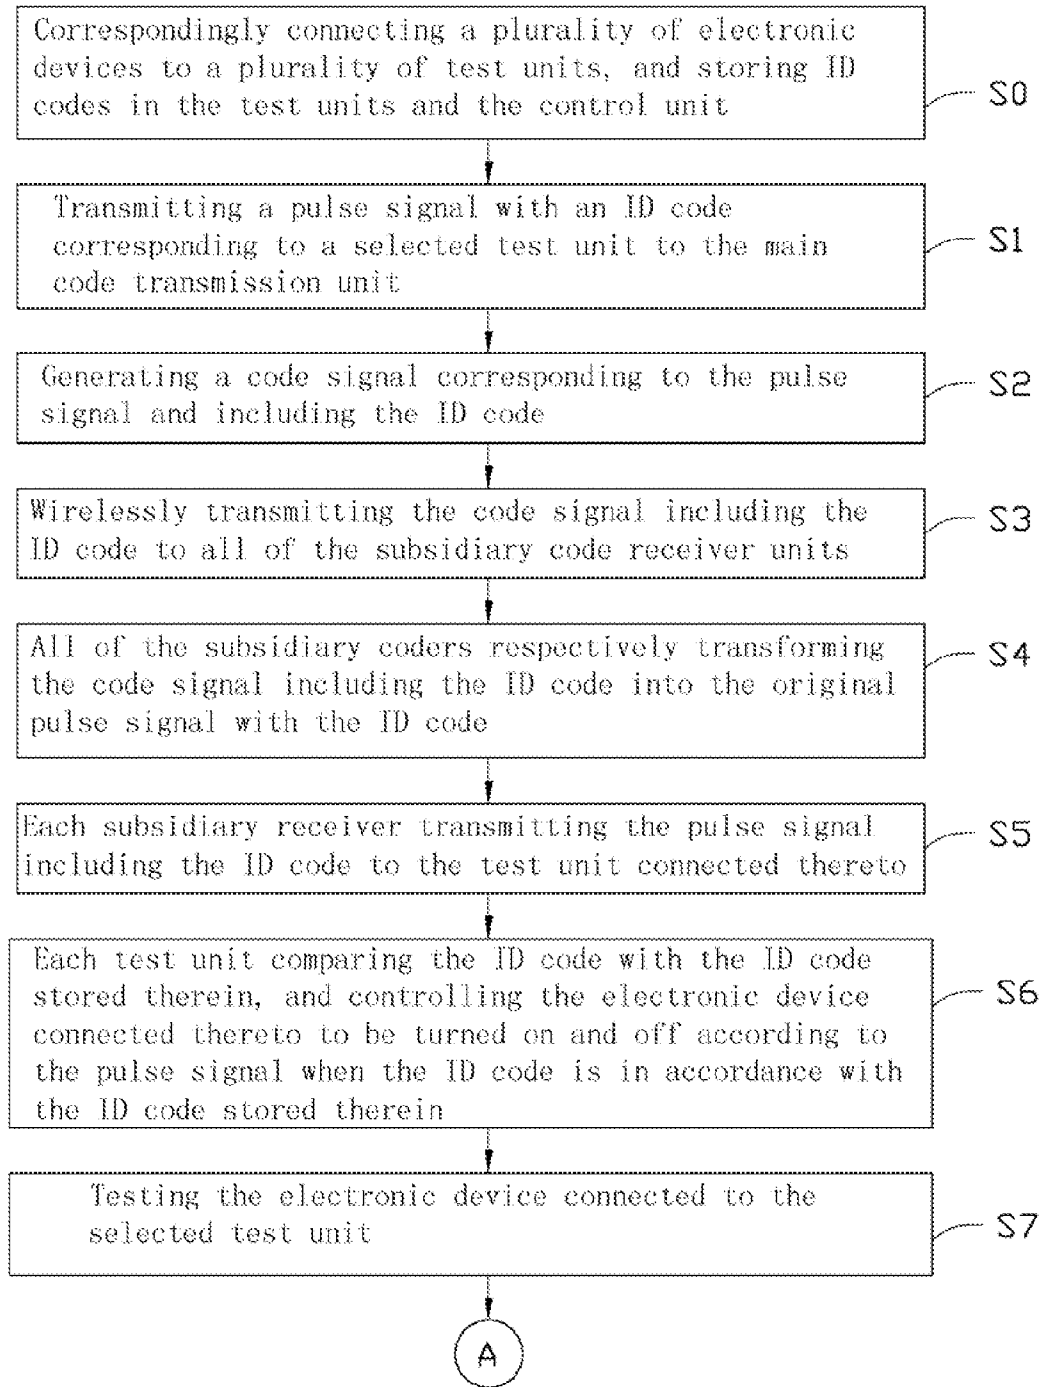 Correspondingly connecting a plurality of electronic
devices to a plurality of test units, and storing ID
codes in the test units and the control unit
S0
Transmitting a pulse signal with an ID code
corresponding to a selected test unit to the main
code transmission unit
S1
Generating a code signal corresponding to the pulse
signal and including the ID code
S2
Wirelessly transmitting the code signal including the
ID code to all of the subsidiary code receiver units
S3
All of the subsidiary coders respectively transforming
the code signal including the ID code into the original
pulse signal with the ID code
S4
Each subsidiary receiver transmitting the pulse signal
including the ID code to the test unit connected thereto
S5
Each test unit comparing the ID code with the ID code
stored therein, and controlling the electronic device
connected thereto to be turned on and off according to
the pulse signal when the ID code is in accordance with
the ID code stored therein
S6
Testing the electronic device connected to the
selected test unit
S7
A